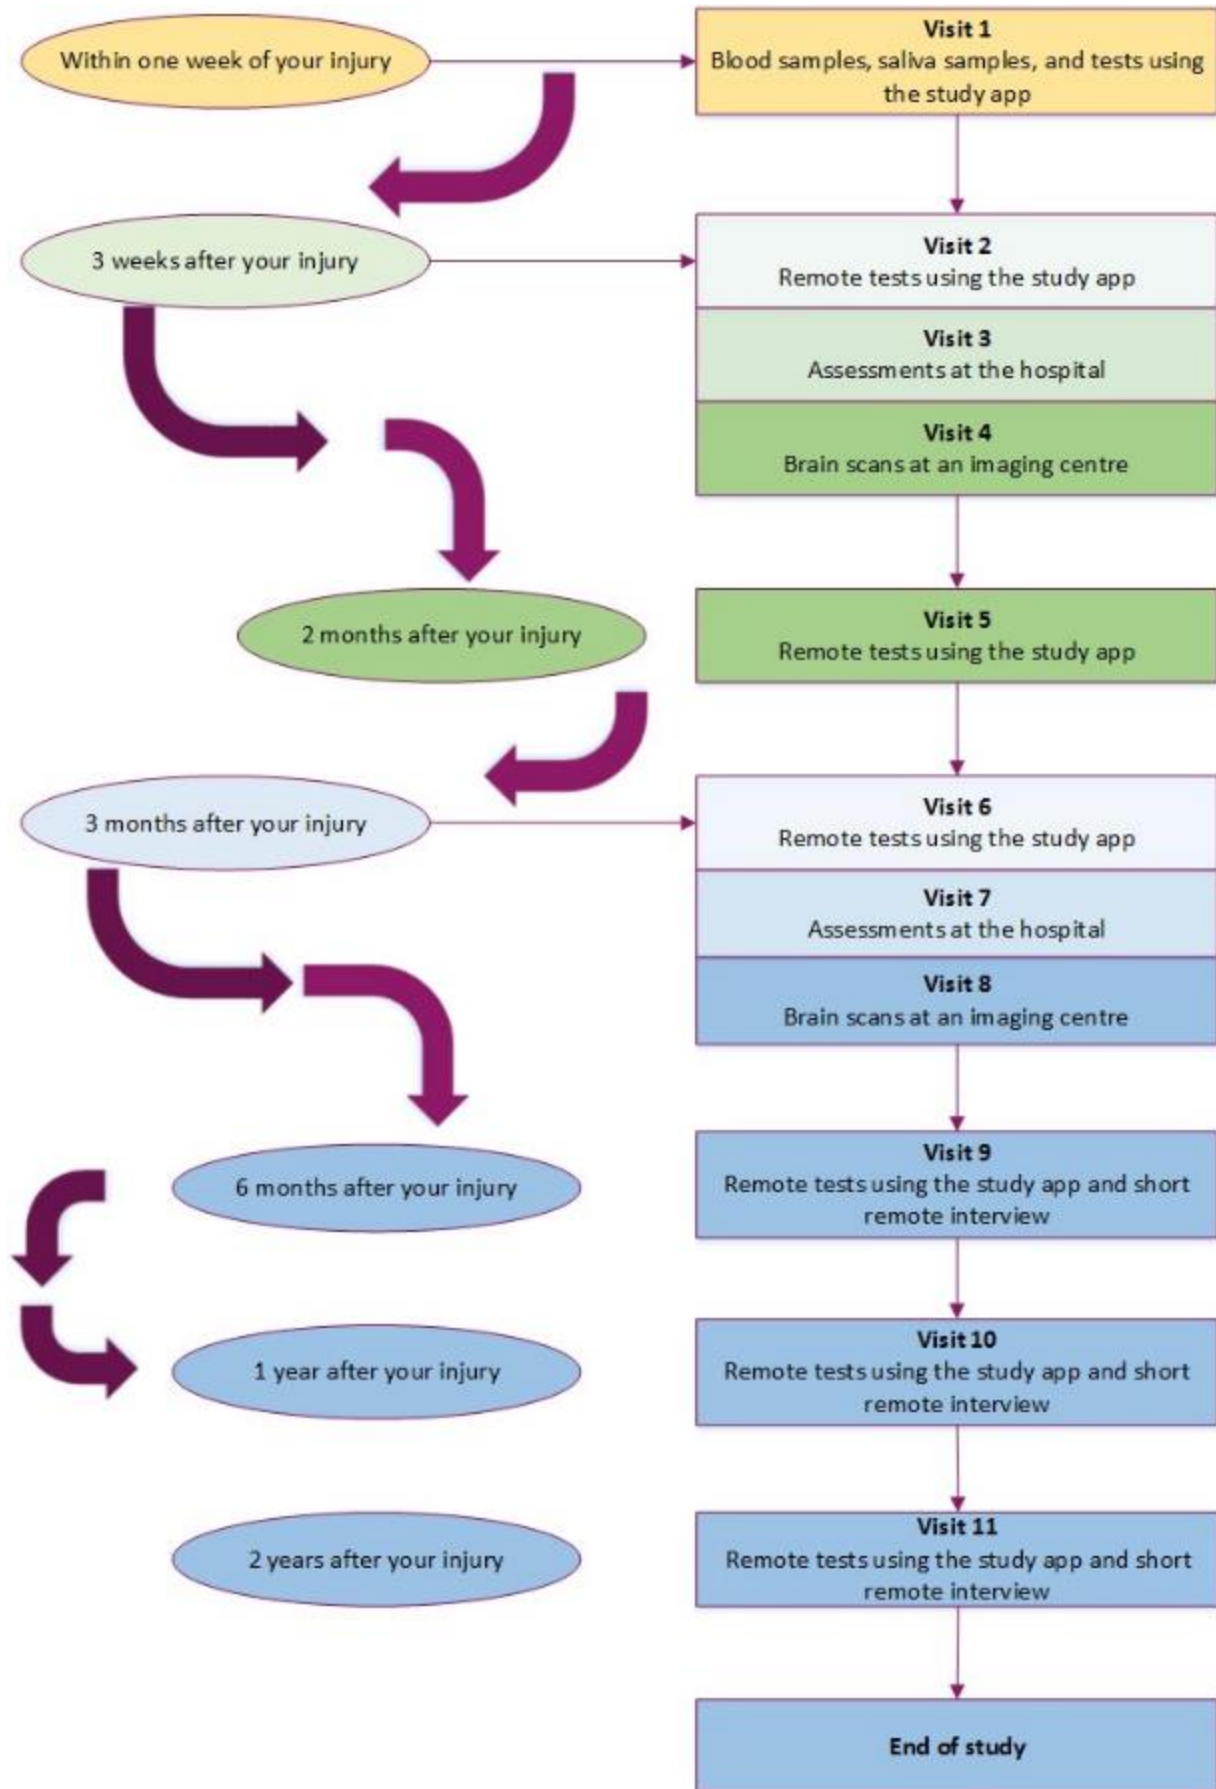 Within one week of your injury
Visit 1
Blood samples, saliva samples, and tests using
the study app
3 weeks after your injury
Visit 2
Remote tests using the study app
Visit 3
Assessments at the hospital
Visit 4
Brain scans at an imaging centre
2 months after your injury
Visit 5
Remote tests using the study app
3 months after your injury
Visit 6
Remote tests using the study app
Visit 7
Assessments at the hospital
Visit 8
Brain scans at an imaging centre
6 months after your injury
Visit 9
Remote tests using the study app and short
remote interview
1 year after your injury
Visit 10
Remote tests using the study app and short
remote interview
2 years after your injury
Visit 11
Remote tests using the study app and short
remote interview
End of study